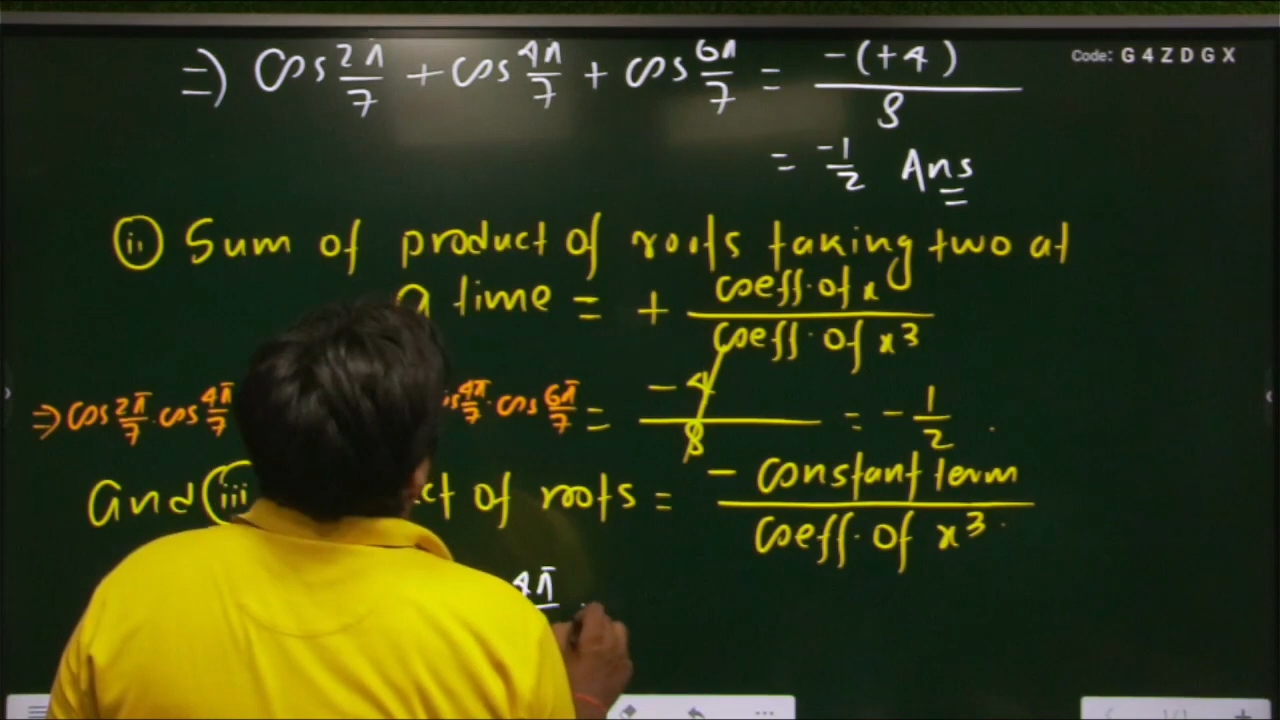 Code: G4ZDGX
=) Cos 2π/7 + Cos 4π/7 + Cos 6π/7 = -(+4)/8
= -1/2 Ans
(ii) Sum of product of roots taking two at
a time = + Coeff. of x / Coeff. of x³
⇒ Cos 2π/7 . Cos 4π/7 4π/7 . Cos 6π/7 = -4/8 = -1/2 .
and (iii) of roots = - constant term / Coeff. of x³.
4π